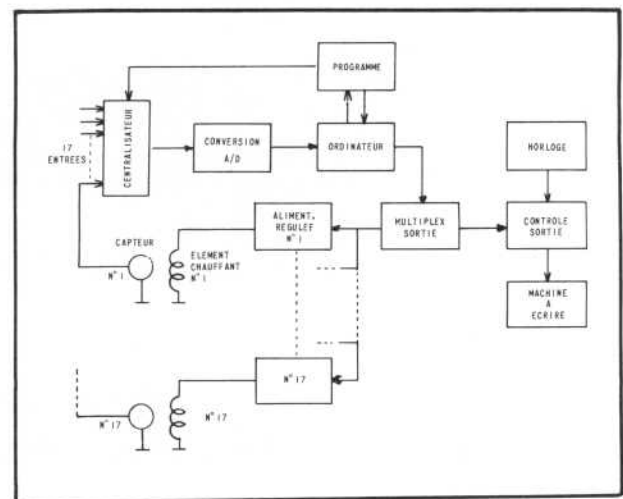 PROGRAMME
CENTRALISATEUR
17
ENTREES
CONVERSION
A/D
ORDINATEUR
HORLOGE
ALIMENT.
REGULEF
N° 1
MULTIPLEX
SORTIE
CONTROLE
SORTIE
CAPTEUR
N° 1
ELEMENT
CHAUFFANT
N° 1
MACHINE
A
ECRIRE
N° 17
N° 17
N° 17